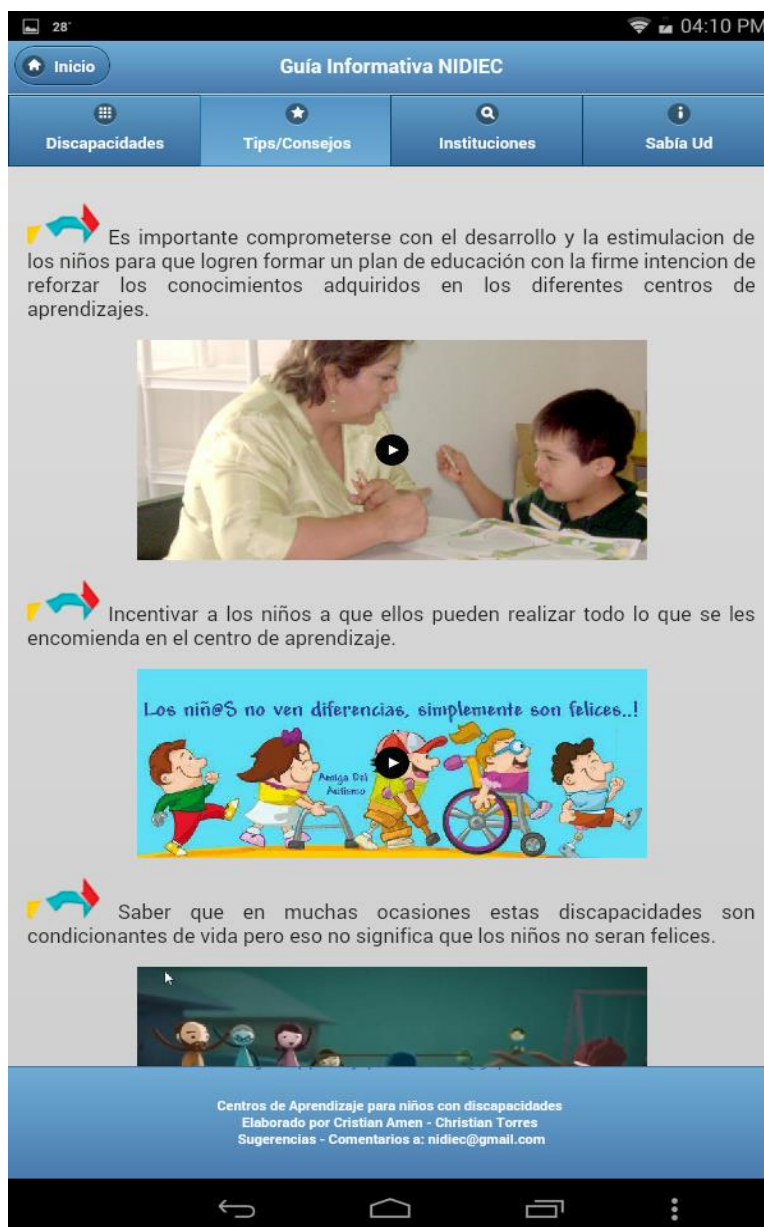 28°
04:10 PM
Inicio
Guía Informativa NIDIEC
Discapacidades
Tips/Consejos
Instituciones
Sabía Ud
Es importante comprometerse con el desarrollo y la estimulacion de
los niños para que logren formar un plan de educación con la firme intencion de
reforzar los conocimientos adquiridos en los diferentes centros de
aprendizajes.
Incentivar a los niños a que ellos pueden realizar todo lo que se les
encomienda en el centro de aprendizaje.
Los niñ@S no ven diferencias, simplemente son felices..!
Amiga Del
Autismo
Saber que en muchas ocasiones estas discapacidades son
condicionantes de vida pero eso no significa que los niños no seran felices.
Centros de Aprendizaje para niños con discapacidades
Elaborado por Cristian Amen - Christian Torres
Sugerencias - Comentarios a: nidiec@gmail.com